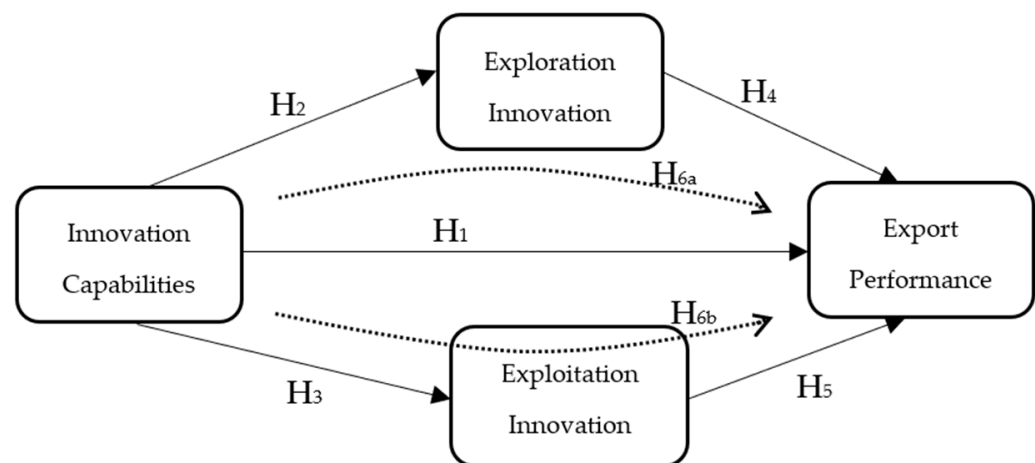 Exploration
Innovation
H2
H4
H6a
Innovation
Capabilities
H1
Export
Performance
H6b
Exploitation
Innovation
H3
H5